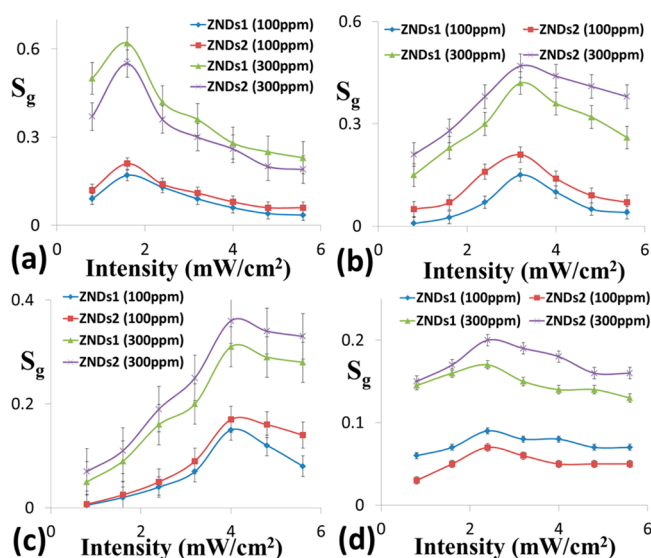 ZNDs1 (100ppm)
ZNDs2 (100ppm)
ZNDs1 (300ppm)
ZNDs2 (300ppm)
0.6
0.3
0
Sg
0 2 4 6
(a) Intensity (mW/cm²)
ZNDs1 (100ppm) ZNDs2 (100ppm)
ZNDs1 (300ppm) ZNDs2 (300ppm)
0.6
0.3
0
Sg
0 2 4 6
(b) Intensity (mW/cm²)
ZNDs1 (100ppm)
ZNDs2 (100ppm)
ZNDs1 (300ppm)
ZNDs2 (300ppm)
0.4
0.2
0
Sg
0 2 4 6
(c) Intensity (mW/cm²)
ZNDs1 (100ppm) ZNDs2 (100ppm)
ZNDs1 (300ppm) ZNDs2 (300ppm)
0.2
0.1
0
Sg
0 2 4 6
(d) Intensity (mW/cm²)